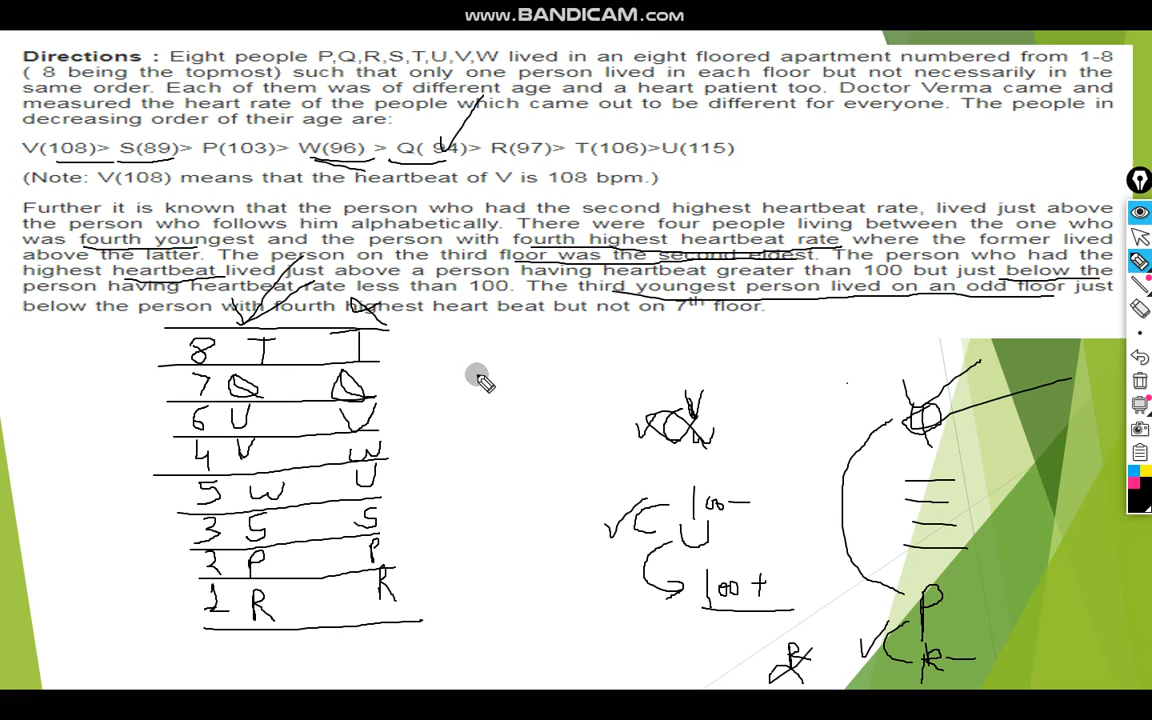 www.BANDICAM.com
Directions : Eight people P,Q,R,S,T,U,V,W lived in an eight floored apartment numbered from 1-8
( 8 being the topmost) such that only one person lived in each floor but not necessarily in the
same order. Each of them was of different age and a heart patient too. Doctor Verma came and
measured the heart rate of the people which came out to be different for everyone. The people in
decreasing order of their age are:
V(108)> S(89)> P(103)> W(96) > Q( 94)> R(97)> T(106)>U(115)
(Note: V(108) means that the heartbeat of V is 108 bpm.)
Further it is known that the person who had the second highest heartbeat rate, lived just above
the person who follows him alphabetically. There were four people living between the one who
was fourth youngest and the person with fourth highest heartbeat rate where the former lived
above the latter. The person on the third floor was the second eldest. The person who had the
highest heartbeat lived just above a person having heartbeat greater than 100 but just below the
person having heartbeat rate less than 100. The third youngest person lived on an odd floor just
below the person with fourth highest heart beat but not on 7th floor.
8 T T
7 Q Q
6 U V
4 V W
5 W U
3 S S
2 P P
1 R R
V
100-
U
100 +
P
R